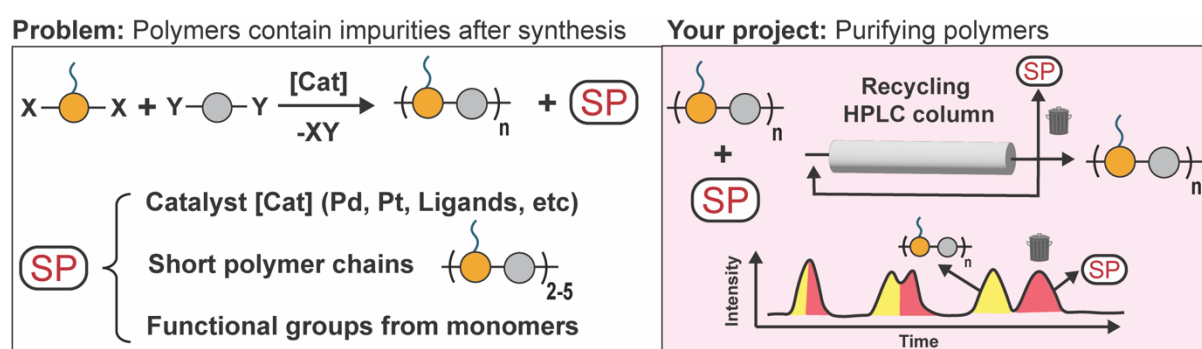 Problem: Polymers contain impurities after synthesis
X X + Y Y [Cat] -XY n + SP
SP
Catalyst [Cat] (Pd, Pt, Ligands, etc)
Short polymer chains 2-5
Functional groups from monomers
Your project: Purifying polymers
n
+
SP
Recycling
HPLC column
SP
n
n
SP
Intensity
Time